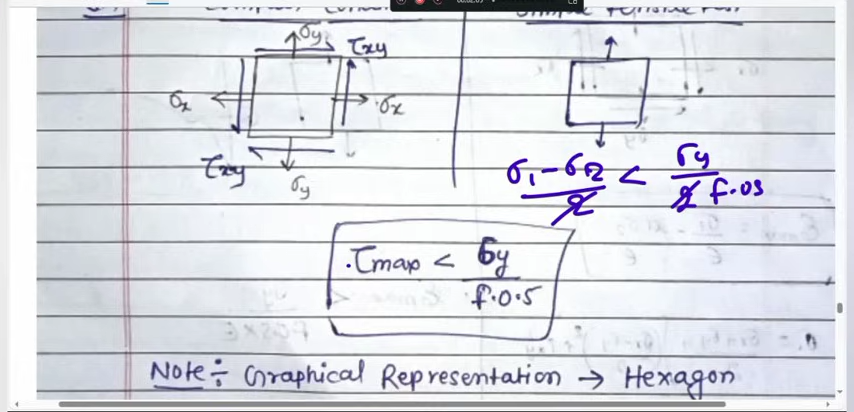 σy
τxy
σx
σx
τxy
σy
σ1-σ2/2 < σy/2 f.os
.τmax < σy/f.o.s
Note÷ Graphical Representation → Hexagon